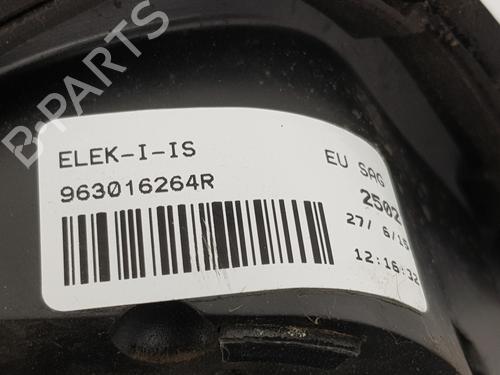 B-PARTS
ELEK-I-IS
963016264R
EU SAG
2502
27/ 6/15
12:16:32